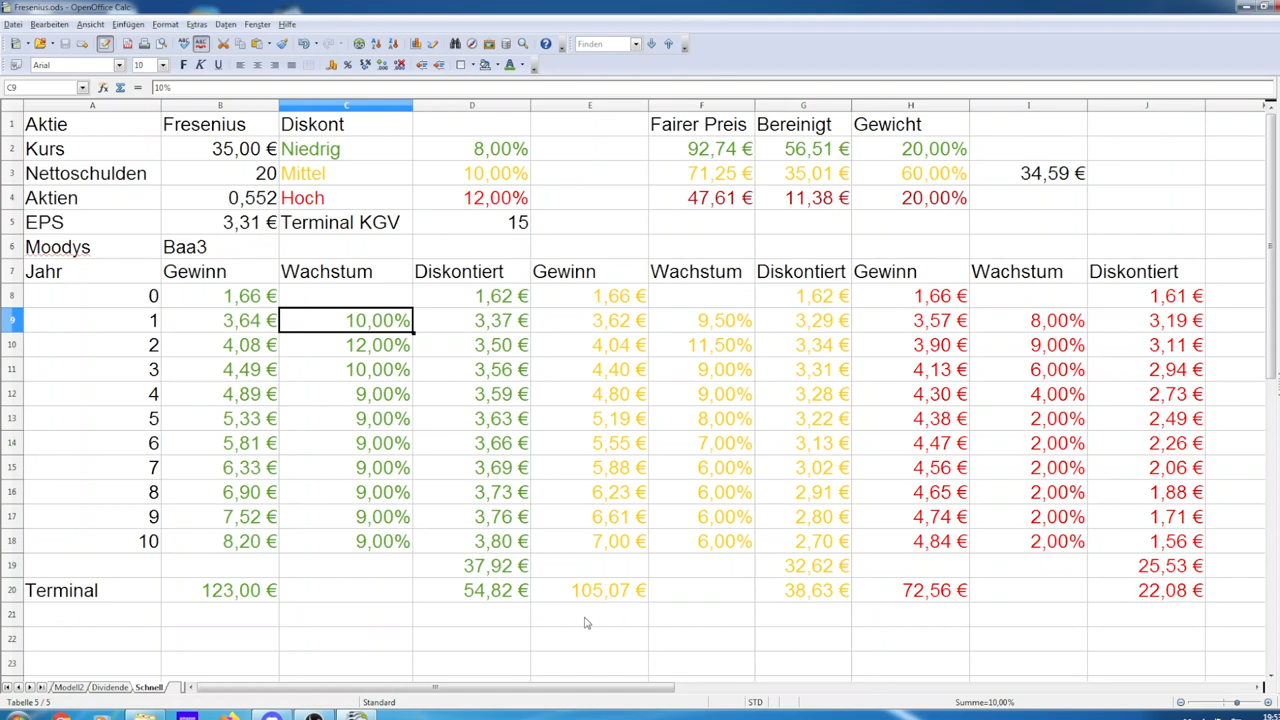 Fresenius.ods - OpenOffice Calc
Datei Bearbeiten Ansicht Einfügen Format Extras Daten Fenster Hilfe
Finden
Arial 10
C9 10%
A B C D E F G H I J
1 Aktie Fresenius Diskont Fairer Preis Bereinigt Gewicht
2 Kurs 35,00 € Niedrig 8,00% 92,74 € 56,51 € 20,00%
3 Nettoschulden 20 Mittel 10,00% 71,25 € 35,01 € 60,00% 34,59 €
4 Aktien 0,552 Hoch 12,00% 47,61 € 11,38 € 20,00%
5 EPS 3,31 € Terminal KGV 15
6 Moodys Baa3
7 Jahr Gewinn Wachstum Diskontiert Gewinn Wachstum Diskontiert Gewinn Wachstum Diskontiert
8 0 1,66 € 1,62 € 1,66 € 1,62 € 1,66 € 1,61 €
9 1 3,64 € 10,00% 3,37 € 3,62 € 9,50% 3,29 € 3,57 € 8,00% 3,19 €
10 2 4,08 € 12,00% 3,50 € 4,04 € 11,50% 3,34 € 3,90 € 9,00% 3,11 €
11 3 4,49 € 10,00% 3,56 € 4,40 € 9,00% 3,31 € 4,13 € 6,00% 2,94 €
12 4 4,89 € 9,00% 3,59 € 4,80 € 9,00% 3,28 € 4,30 € 4,00% 2,73 €
13 5 5,33 € 9,00% 3,63 € 5,19 € 8,00% 3,22 € 4,38 € 2,00% 2,49 €
14 6 5,81 € 9,00% 3,66 € 5,55 € 7,00% 3,13 € 4,47 € 2,00% 2,26 €
15 7 6,33 € 9,00% 3,69 € 5,88 € 6,00% 3,02 € 4,56 € 2,00% 2,06 €
16 8 6,90 € 9,00% 3,73 € 6,23 € 6,00% 2,91 € 4,65 € 2,00% 1,88 €
17 9 7,52 € 9,00% 3,76 € 6,61 € 6,00% 2,80 € 4,74 € 2,00% 1,71 €
18 10 8,20 € 9,00% 3,80 € 7,00 € 6,00% 2,70 € 4,84 € 2,00% 1,56 €
19 37,92 € 32,62 € 25,53 €
20 Terminal 123,00 € 54,82 € 105,07 € 38,63 € 72,56 € 22,08 €
21
22
23
Modell2 Dividende Schnell
Tabelle 5 / 5 Standard STD Summe=10,00%